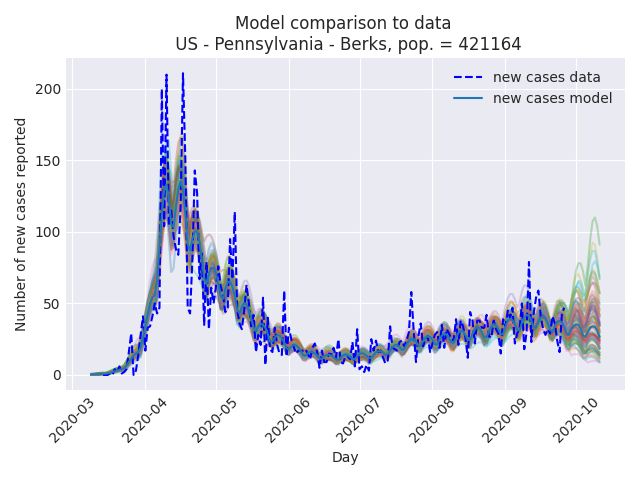 Model comparison to data
US - Pennsylvania - Berks, pop. = 421164
new cases data
new cases model
Number of new cases reported
200
150
100
50
0
2020-03
2020-04
2020-05
2020-06
2020-07
2020-08
2020-09
2020-10
Day